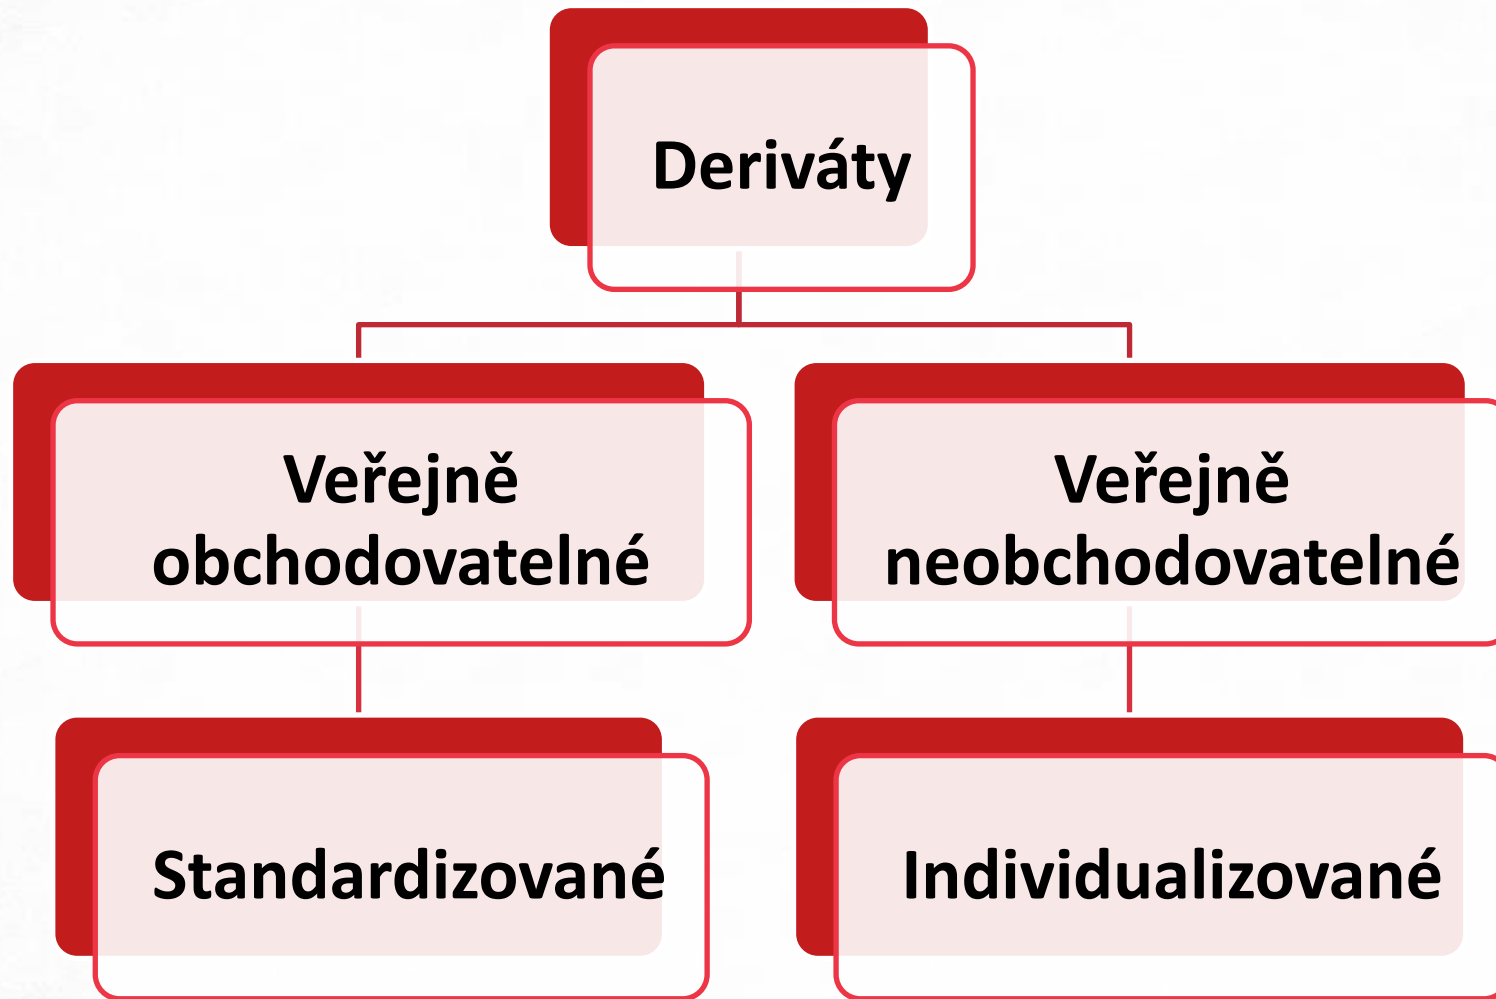 Deriváty
Veřejně
obchodovatelné
Veřejně
neobchodovatelné
Standardizované
Individualizované